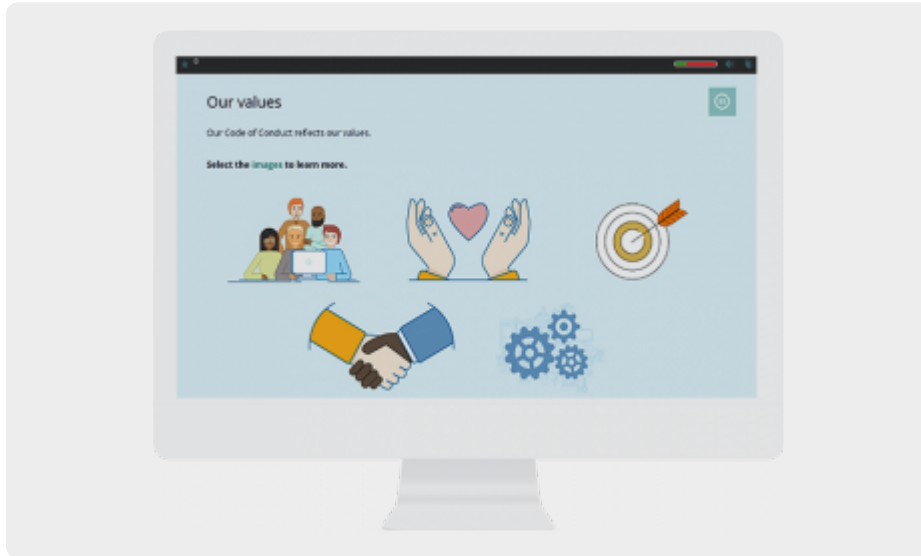 Our values
Our Code of Conduct reflects our values.
Select the images to learn more.